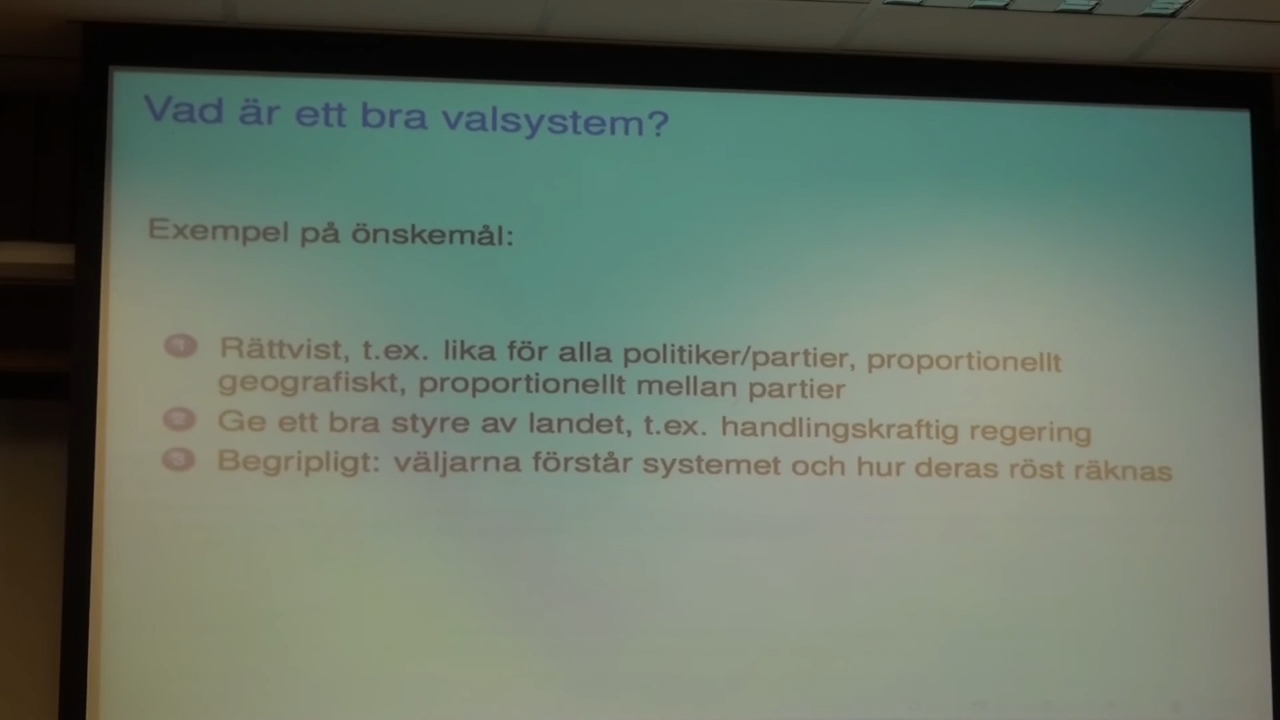 Vad är ett bra valsystem?
Exempel på önskemål:
1 Rättvist, t.ex. lika för alla politiker/partier, proportionellt
geografiskt, proportionellt mellan partier
2 Ge ett bra styre av landet, t.ex. handlingskraftig regering
3 Begripligt: väljarna förstår systemet och hur deras röst räknas